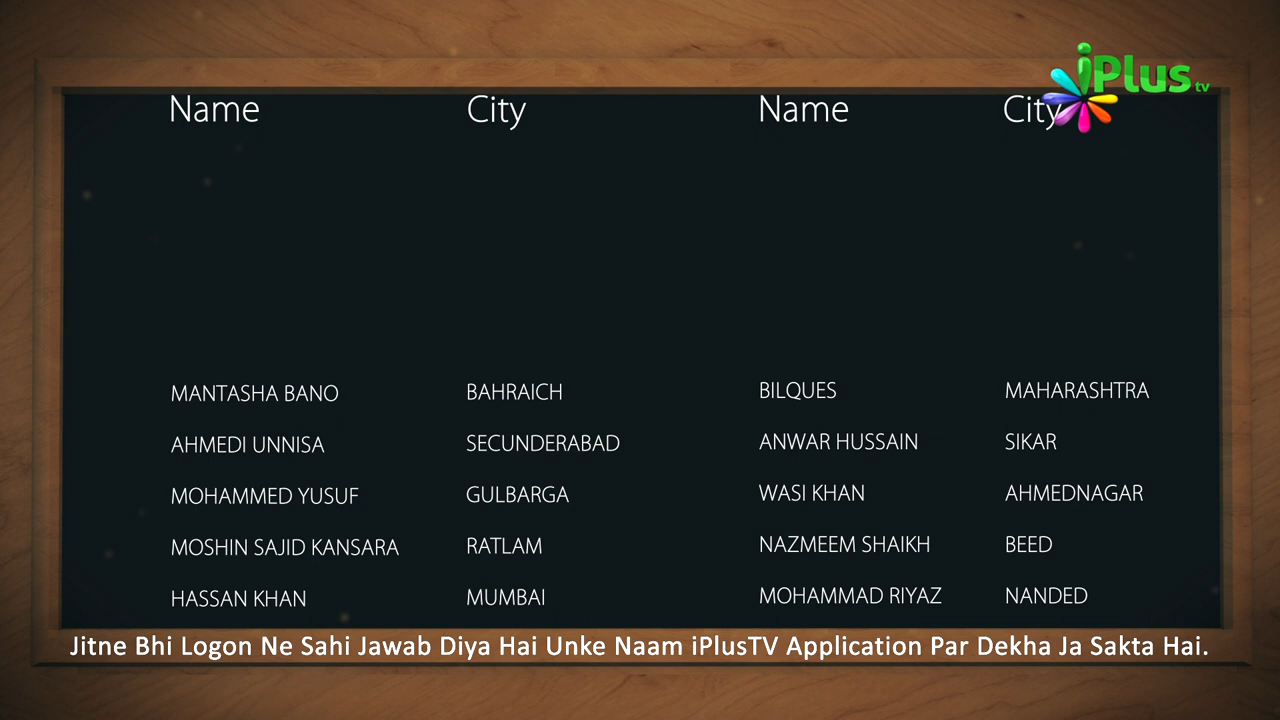 iPlus tv
Name City Name City
MANTASHA BANO BAHRAICH BILQUES MAHARASHTRA
AHMEDI UNNISA SECUNDERABAD ANWAR HUSSAIN SIKAR
MOHAMMED YUSUF GULBARGA WASI KHAN AHMEDNAGAR
MOSHIN SAJID KANSARA RATLAM NAZMEEM SHAIKH BEED
HASSAN KHAN MUMBAI MOHAMMAD RIYAZ NANDED
Jitne Bhi Logon Ne Sahi Jawab Diya Hai Unke Naam iPlusTV Application Par Dekha Ja Sakta Hai.